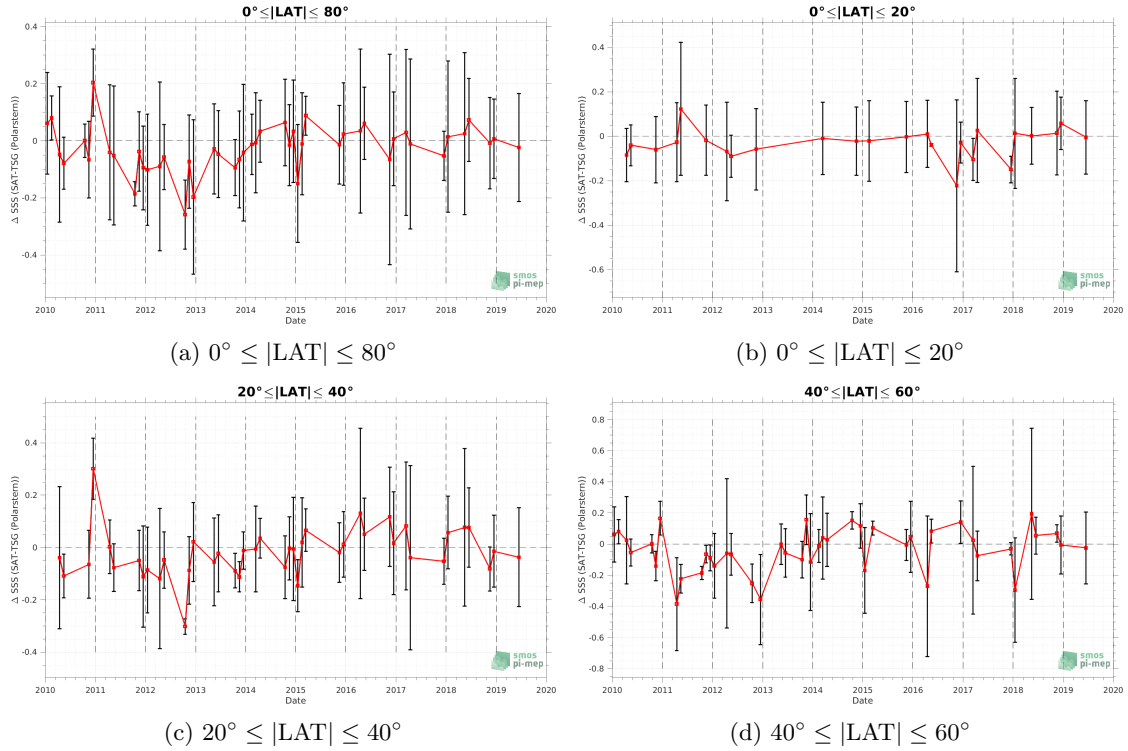 0°≤|LAT|≤ 80°
0.4
0.2
0
-0.2
-0.4
Δ SSS (SAT-TSG (Polarstern))
2010 2011 2012 2013 2014 2015 2016 2017 2018 2019 2020
Date
smos
pi-mep
(a) 0° ≤ |LAT| ≤ 80°
0°≤|LAT|≤ 20°
0.4
0.2
0
-0.2
-0.4
-0.6
Δ SSS (SAT-TSG (Polarstern))
2010 2011 2012 2013 2014 2015 2016 2017 2018 2019 2020
Date
smos
pi-mep
(b) 0° ≤ |LAT| ≤ 20°
20°≤|LAT|≤ 40°
0.4
0.2
0
-0.2
-0.4
Δ SSS (SAT-TSG (Polarstern))
2010 2011 2012 2013 2014 2015 2016 2017 2018 2019 2020
Date
smos
pi-mep
(c) 20° ≤ |LAT| ≤ 40°
40°≤|LAT|≤ 60°
0.8
0.6
0.4
0.2
0
-0.2
-0.4
-0.6
-0.8
Δ SSS (SAT-TSG (Polarstern))
2010 2011 2012 2013 2014 2015 2016 2017 2018 2019 2020
Date
smos
pi-mep
(d) 40° ≤ |LAT| ≤ 60°